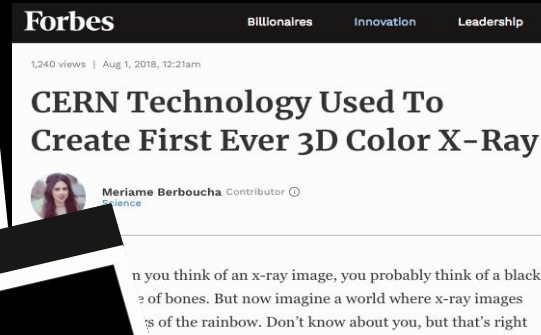 Forbes
Billionaires Innovation Leadership
1,240 views | Aug 1, 2018, 12:21am
CERN Technology Used To
Create First Ever 3D Color X-Ray
Meriame Berboucha Contributor
Science
you think of an x-ray image, you probably think of a black
of bones. But now imagine a world where x-ray images
of the rainbow. Don't know about you, but that's right